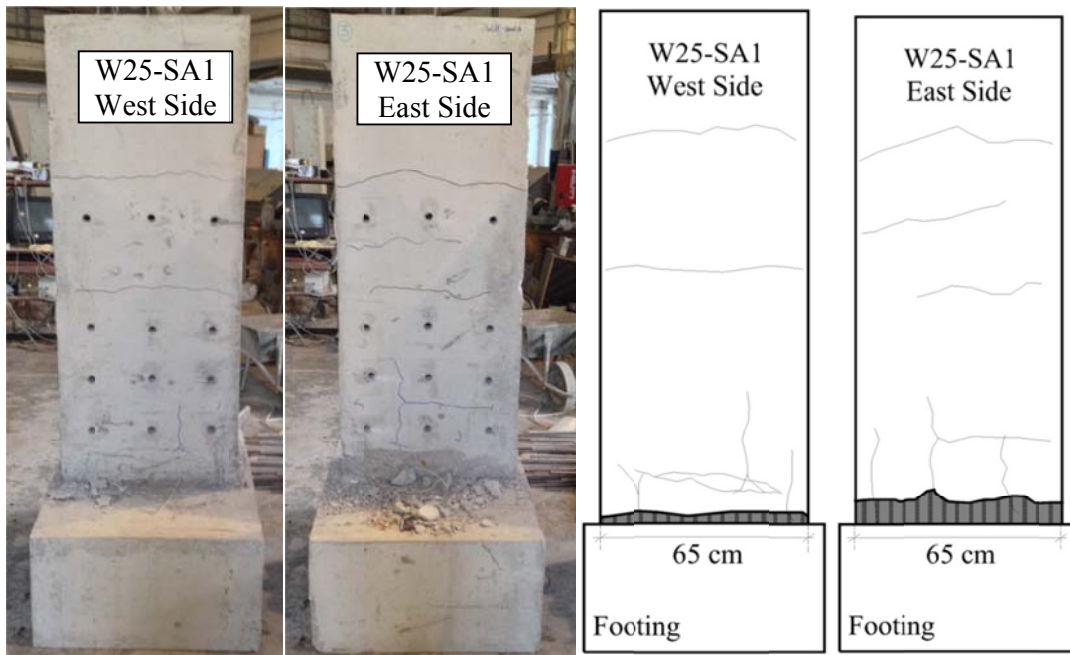 W25-SA1
West Side
W25-SA1
East Side
W25-SA1
West Side
W25-SA1
East Side
65 cm
65 cm
Footing
Footing